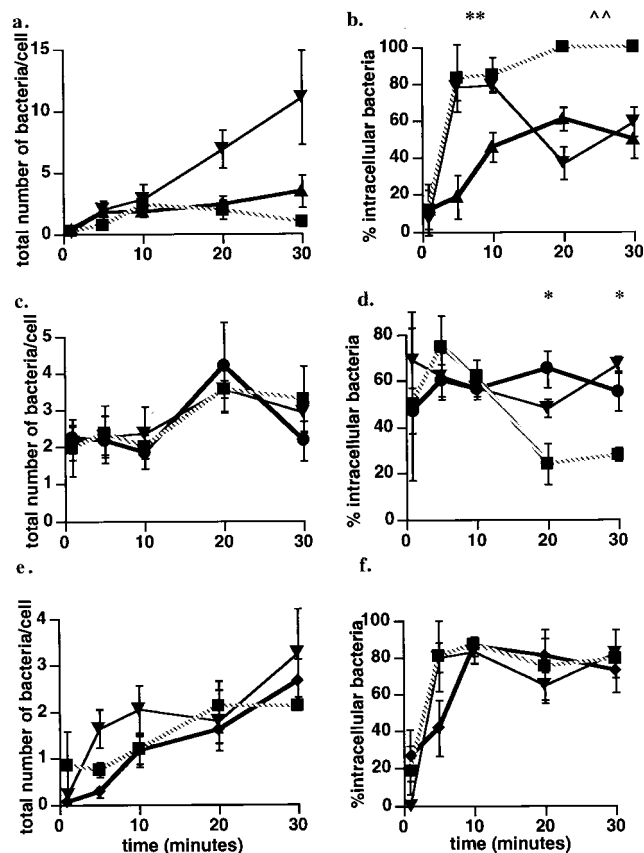 a.
total number of bacteria/cell
15
10
5
0
0 10 20 30
b.
** ^^
% intracellular bacteria
100
80
60
40
20
0
0 10 20 30
c.
total number of bacteria/cell
6
5
4
3
2
1
0
0 10 20 30
d.
* *
% intracellular bacteria
80
60
40
20
0
0 10 20 30
e.
total number of bacteria/cell
4
3
2
1
0
0 10 20 30
time (minutes)
f.
%intracellular bacteria
100
80
60
40
20
0
0 10 20 30
time (minutes)